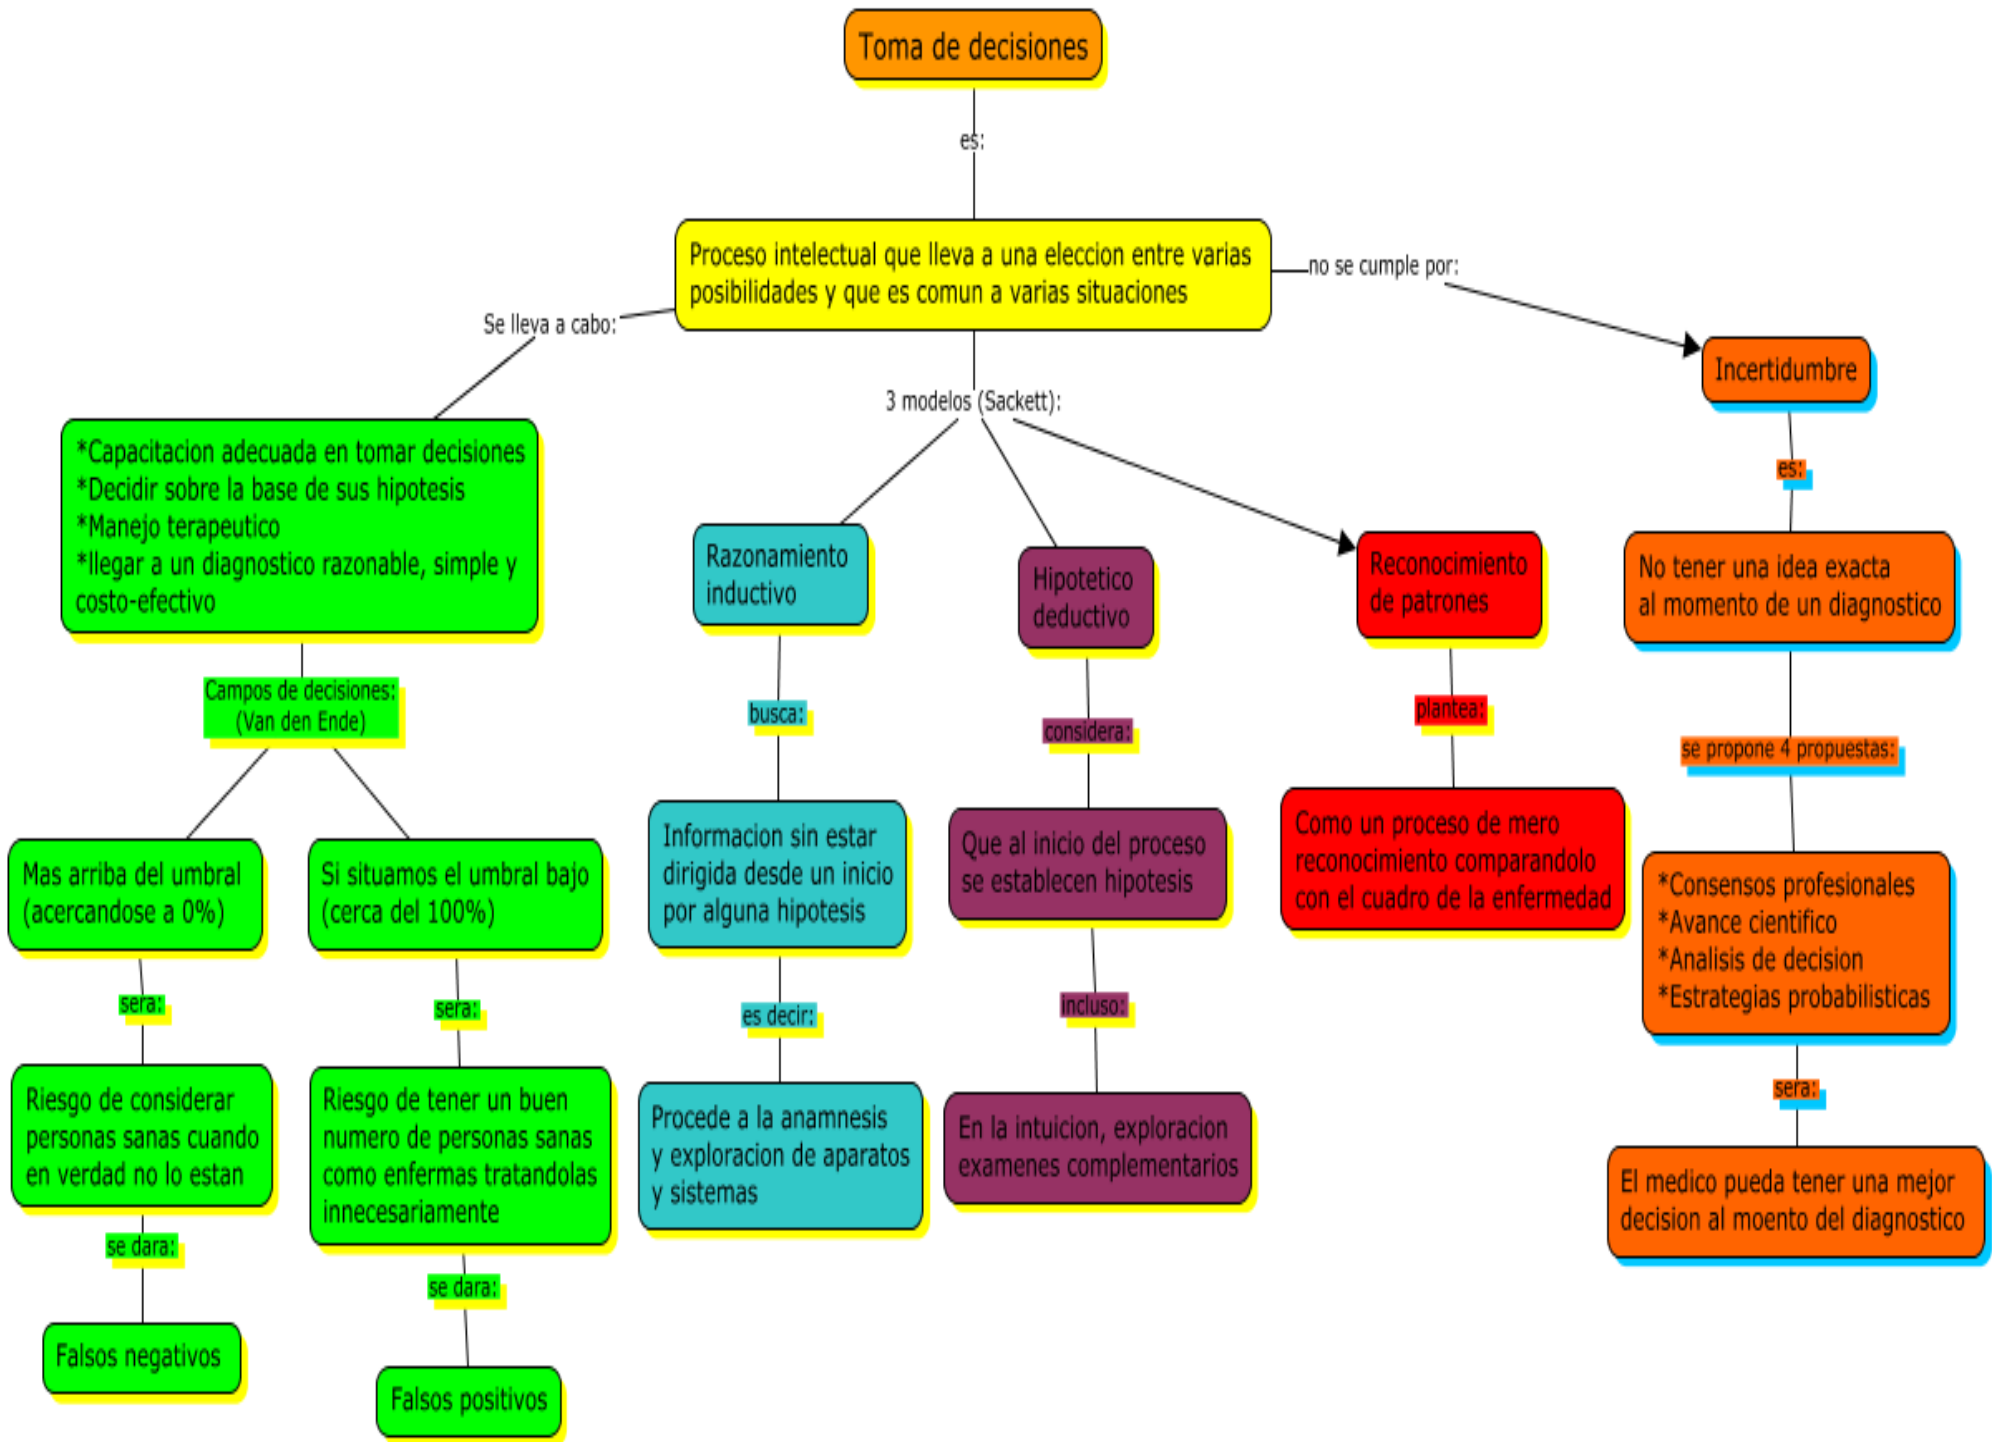 Toma de decisiones
es:
Proceso intelectual que lleva a una eleccion entre varias
posibilidades y que es comun a varias situaciones
Se lleva a cabo:
*Capacitacion adecuada en tomar decisiones
*Decidir sobre la base de sus hipotesis
*Manejo terapeutico
*llegar a un diagnostico razonable, simple y
costo-efectivo
Campos de decisiones:
(Van den Ende)
Mas arriba del umbral
(acercandose a 0%)
sera:
Riesgo de considerar
personas sanas cuando
en verdad no lo estan
se dara:
Falsos negativos
Si situamos el umbral bajo
(cerca del 100%)
sera:
Riesgo de tener un buen
numero de personas sanas
como enfermas tratandolas
innecesariamente
se dara:
Falsos positivos
3 modelos (Sackett):
Razonamiento
inductivo
busca:
Informacion sin estar
dirigida desde un inicio
por alguna hipotesis
es decir:
Procede a la anamnesis
y exploracion de aparatos
y sistemas
Hipotetico
deductivo
considera:
Que al inicio del proceso
se establecen hipotesis
incluso:
En la intuicion, exploracion
examenes complementarios
Reconocimiento
de patrones
plantea:
Como un proceso de mero
reconocimiento comparandolo
con el cuadro de la enfermedad
no se cumple por:
Incertidumbre
es:
No tener una idea exacta
al momento de un diagnostico
se propone 4 propuestas:
*Consensos profesionales
*Avance cientifico
*Analisis de decision
*Estrategias probabilisticas
sera:
El medico pueda tener una mejor
decision al moento del diagnostico